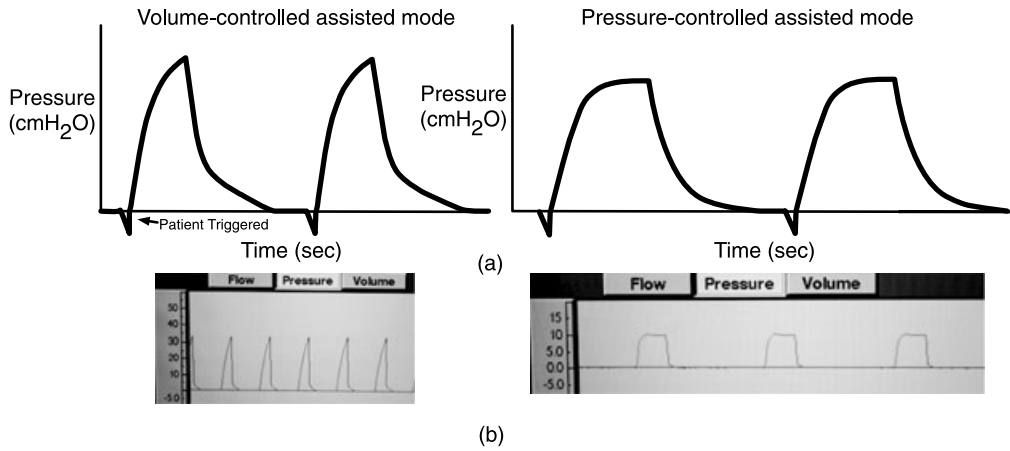 Volume-controlled assisted mode
Pressure-controlled assisted mode
Pressure
(cmH2O)
Pressure
(cmH2O)
Patient Triggered
Time (sec)
Time (sec)
(a)
Flow Pressure Volume
50
40
30
20
10
-5.0
Flow Pressure Volume
15
10
5.0
0.0
-5.0
(b)